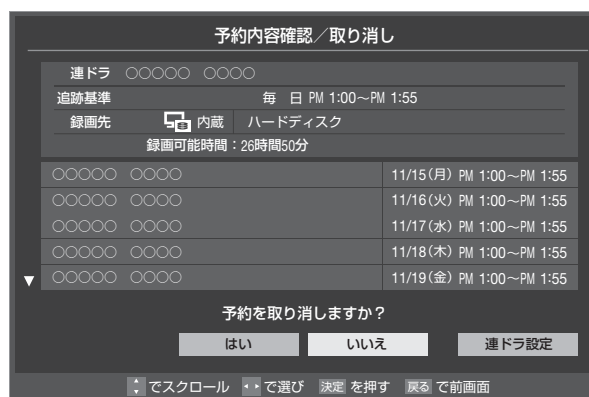 予約内容確認／取り消し
連ドラ ○○○○○ ○○○○
追跡基準 毎 日 PM 1:00～PM 1:55
録画先 内蔵 ハードディスク
録画可能時間：26時間50分
○○○○○ ○○○○ 11/15(月) PM 1:00～PM 1:55
○○○○○ ○○○○ 11/16(火) PM 1:00～PM 1:55
○○○○○ ○○○○ 11/17(水) PM 1:00～PM 1:55
○○○○○ ○○○○ 11/18(木) PM 1:00～PM 1:55
▼ ○○○○○ ○○○○ 11/19(金) PM 1:00～PM 1:55
予約を取り消しますか？
はい いいえ 連ドラ設定
でスクロール で選び 決定 を押す 戻る で前画面